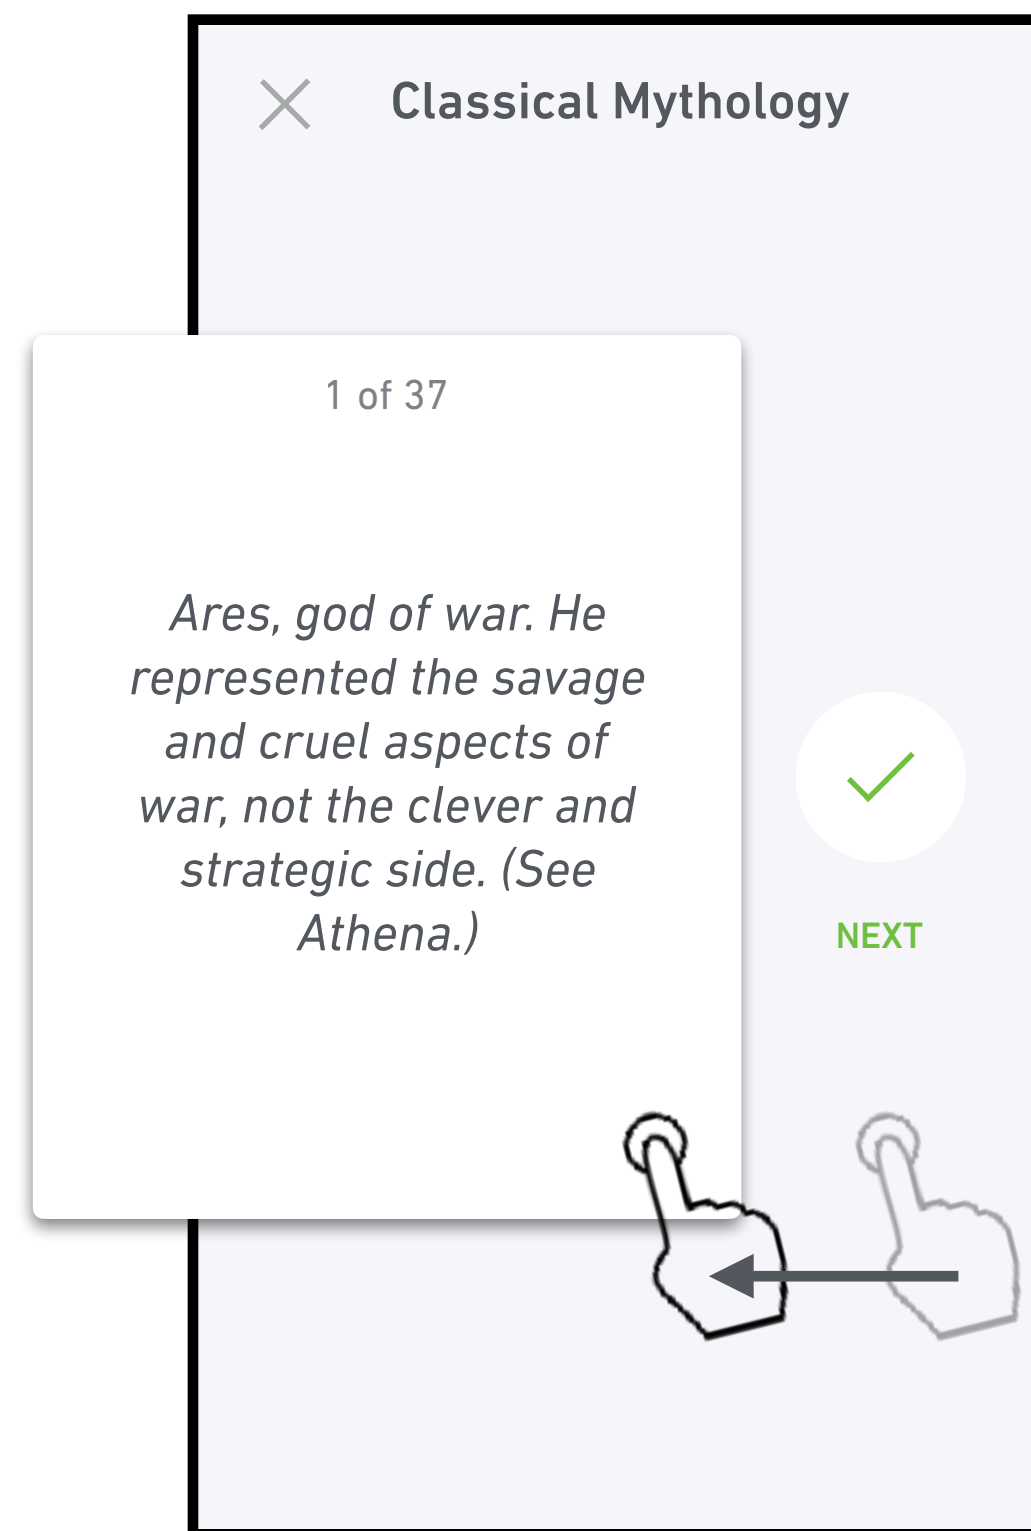 Classical Mythology
1 of 37
Ares, god of war. He
represented the savage
and cruel aspects of
war, not the clever and
strategic side. (See
Athena.)
NEXT